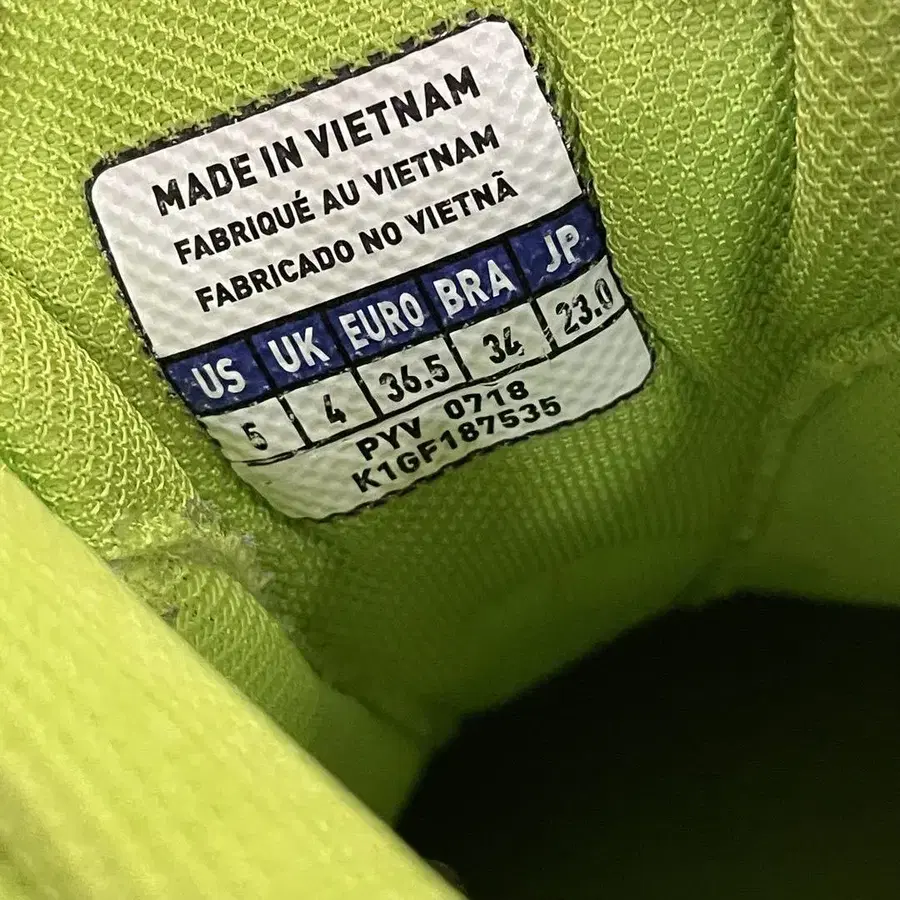 MADE IN VIETNAM
FABRIQUÉ AU VIETNAM
FABRICADO NO VIETNÃ
US UK EURO BRA JP
5 4 36.5 34 23.0
PYV 0718
K1GF187535